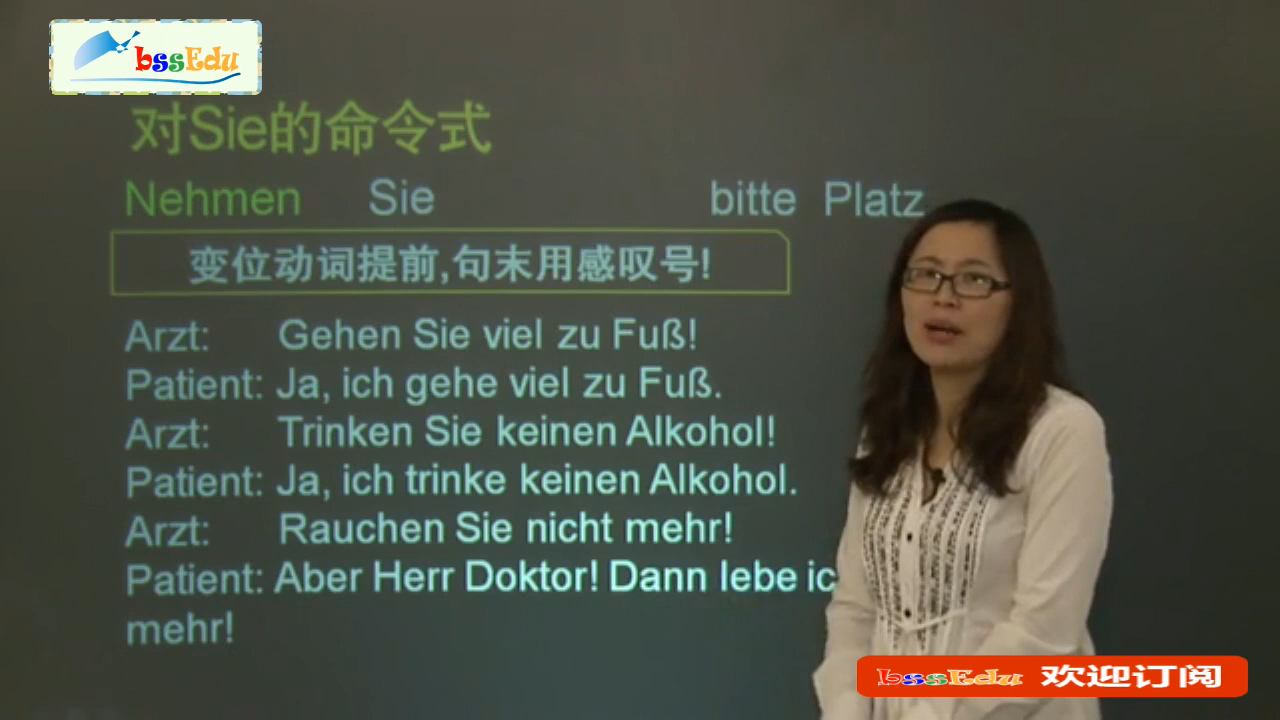 bssEdu
对Sie的命令式
Nehmen Sie bitte Platz
变位动词提前,句末用感叹号!
Arzt: Gehen Sie viel zu Fuß!
Patient: Ja, ich gehe viel zu Fuß.
Arzt: Trinken Sie keinen Alkohol!
Patient: Ja, ich trinke keinen Alkohol.
Arzt: Rauchen Sie nicht mehr!
Patient: Aber Herr Doktor! Dann lebe
mehr!
bssEdu 欢迎订阅